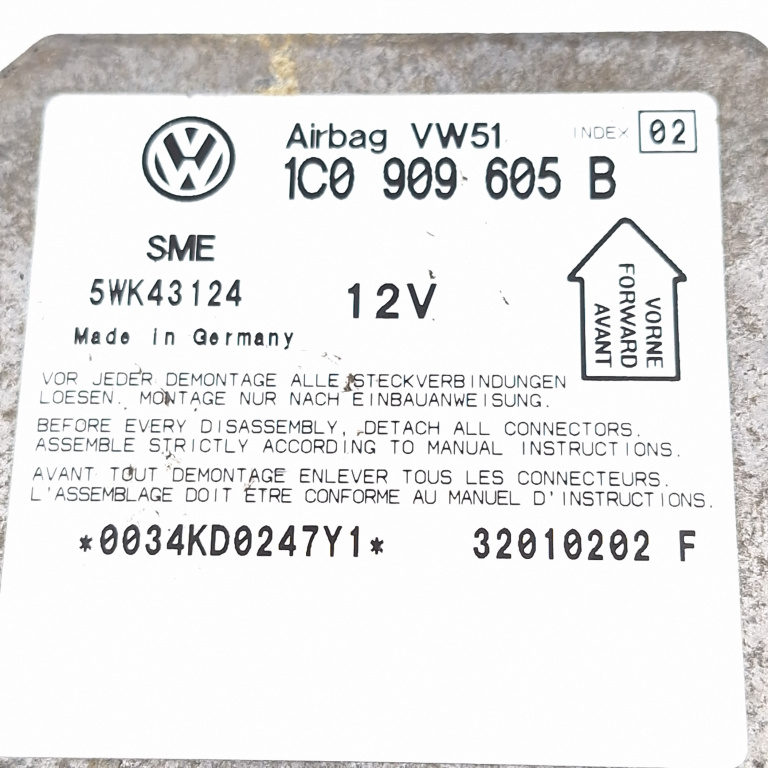 Airbag VW51 INDEX 02
1C0 909 605 B
SME
5WK43124 12V
Made in Germany
VORNE
FORWARD
AVANT
VOR JEDER DEMONTAGE ALLE STECKVERBINDUNGEN
LOESEN. MONTAGE NUR NACH EINBAUANWEISUNG.
BEFORE EVERY DISASSEMBLY, DETACH ALL CONNECTORS.
ASSEMBLE STRICTLY ACCORDING TO MANUAL INSTRUCTIONS.
AVANT TOUT DEMONTAGE ENLEVER TOUS LES CONNECTEURS.
L'ASSEMBLAGE DOIT ÊTRE CONFORME AU MANUEL D'INSTRUCTIONS.
*0034KD0247Y1* 32010202 F